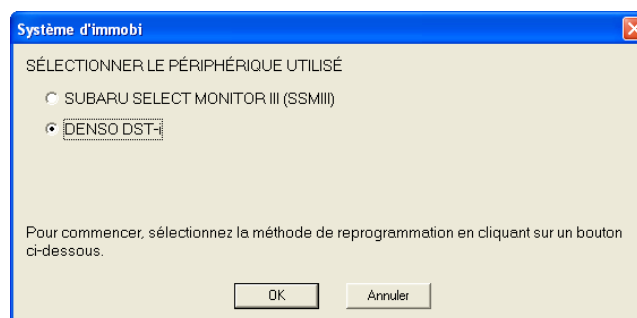 Système d'immobi
SÉLECTIONNER LE PÉRIPHÉRIQUE UTILISÉ
SUBARU SELECT MONITOR III (SSMIII)
DENSO DST-i
Pour commencer, sélectionnez la méthode de reprogrammation en cliquant sur un bouton
ci-dessous.
OK
Annuler